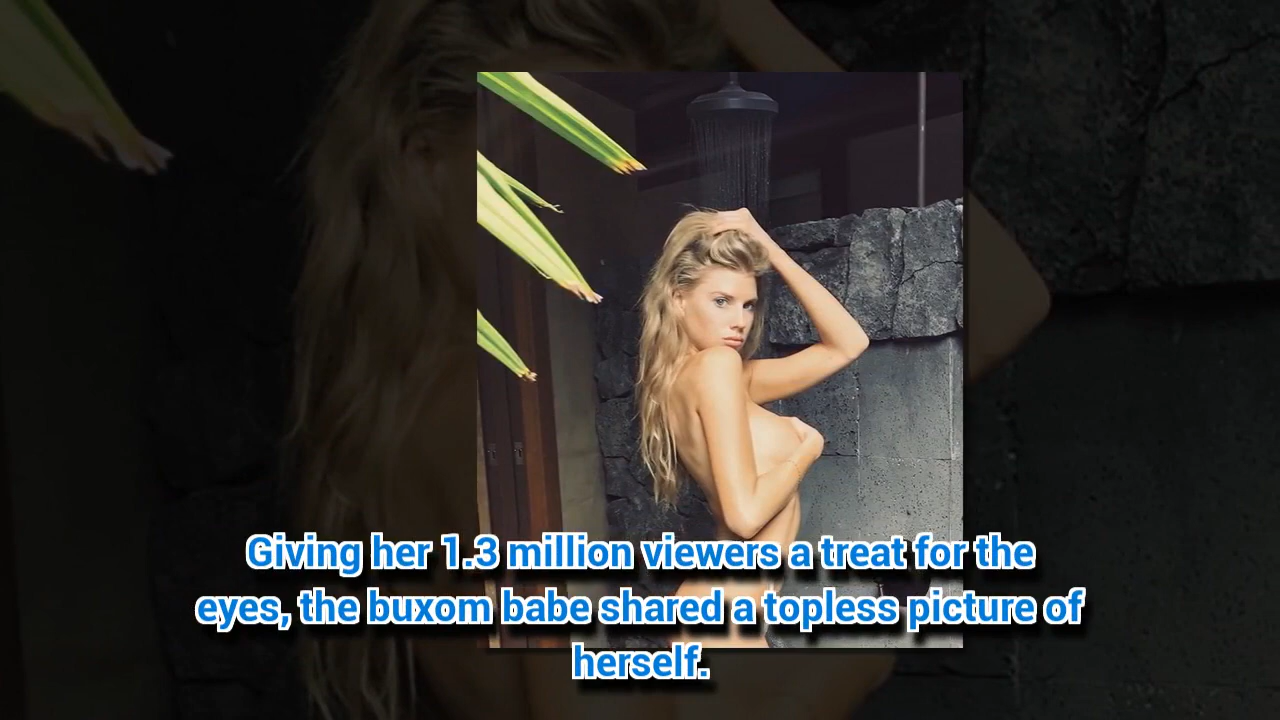 Giving her 1.3 million viewers a treat for the
eyes, the buxom babe shared a topless picture of
herself.